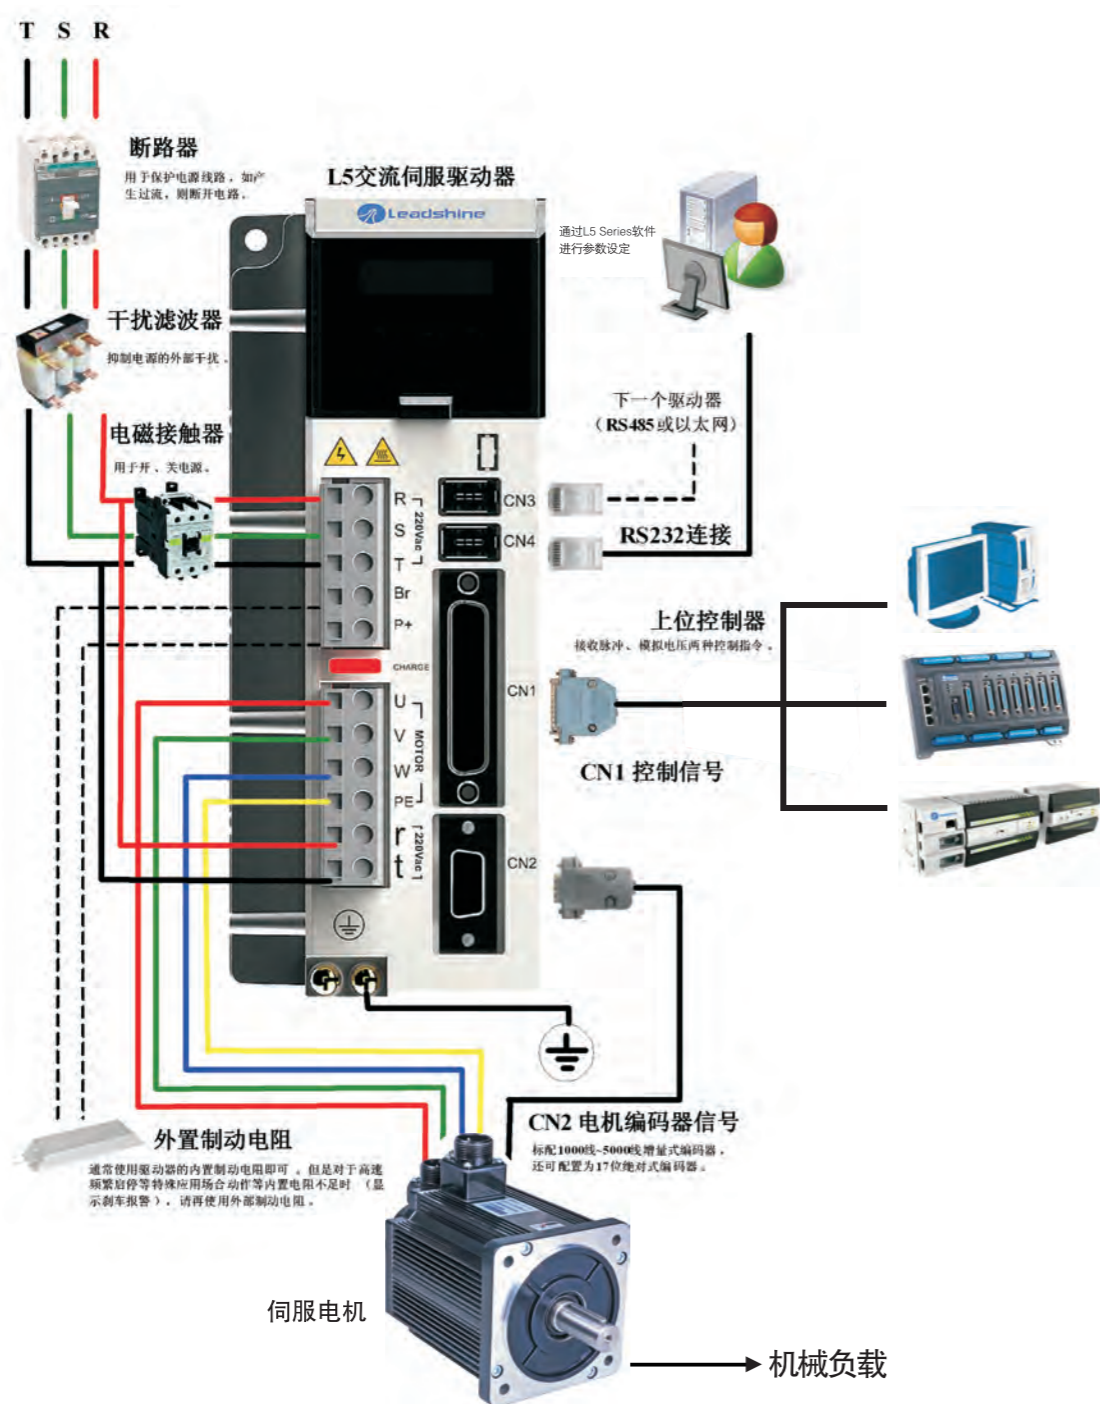 T S R
断路器
用于保护电源线路，如产
生过流，则断开电路。
L5交流伺服驱动器
Leadshine
通过L5 Series软件
进行参数设定
干扰滤波器
抑制电源的外部干扰。
下一个驱动器
（RS485或以太网）
电磁接触器
用于开、关电源。
R
S
T
220Vac
Br
P+
CHARGE
CN3
CN4
RS232连接
上位控制器
接收脉冲、模拟电压两种控制指令。
CN1
CN1 控制信号
U
V
W
PE
MOTOR
r
t
220Vac
CN2
CN2 电机编码器信号
标配1000线~5000线增量式编码器，
还可配置为17位绝对式编码器。
外置制动电阻
通常使用驱动器的内置制动电阻即可。但是对于高速
频繁启停等特殊应用场合动作等内置电阻不足时（显
示刹车报警），请再使用外部制动电阻。
伺服电机
机械负载